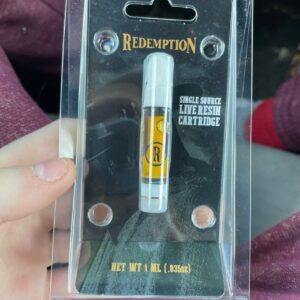 REDEMPTION
SINGLE SOURCE
LIVE RESIN
CARTRIDGE
R
NET WT 1 ML (.035oz)